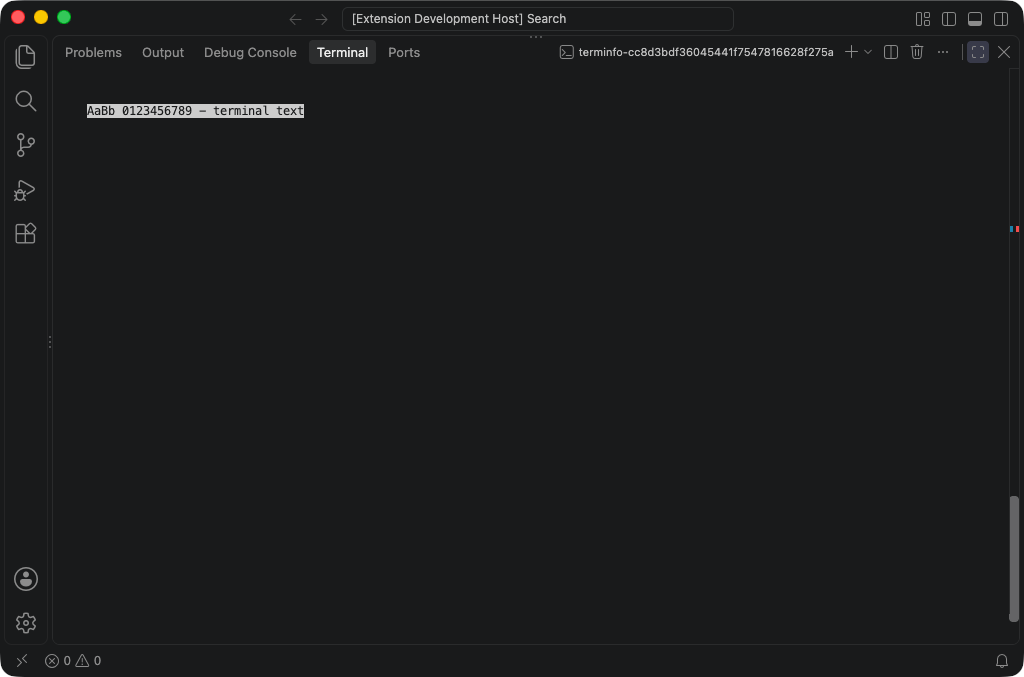 [Extension Development Host] Search
Problems Output Debug Console Terminal Ports
terminfo-cc8d3bdf36045441f7547816628f275a
AaBb 0123456789 – terminal text
0 0